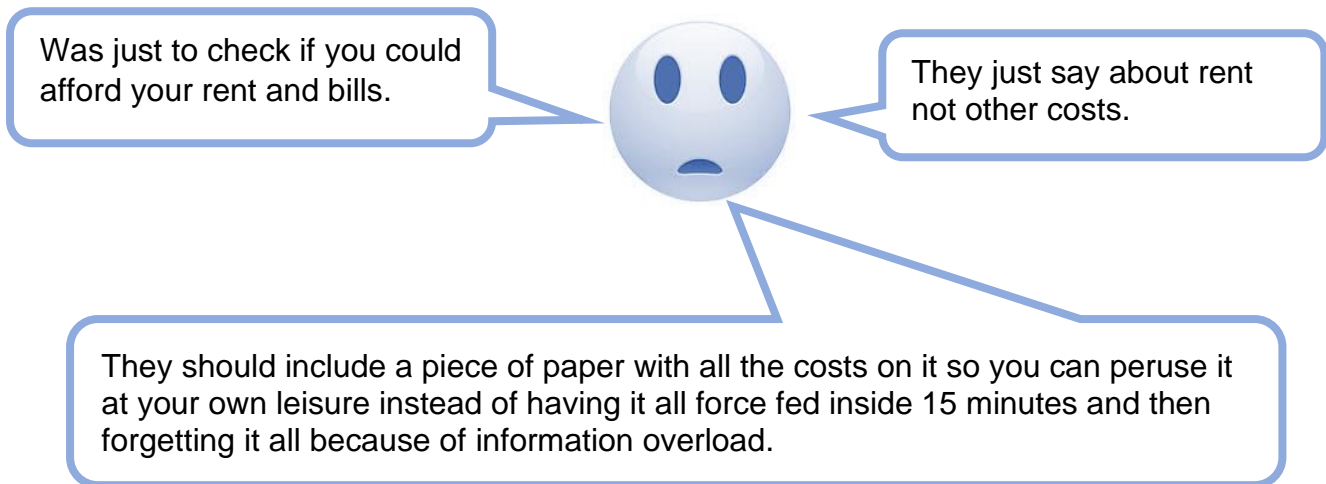 Was just to check if you could
afford your rent and bills.
They just say about rent
not other costs.
They should include a piece of paper with all the costs on it so you can peruse it
at your own leisure instead of having it all force fed inside 15 minutes and then
forgetting it all because of information overload.